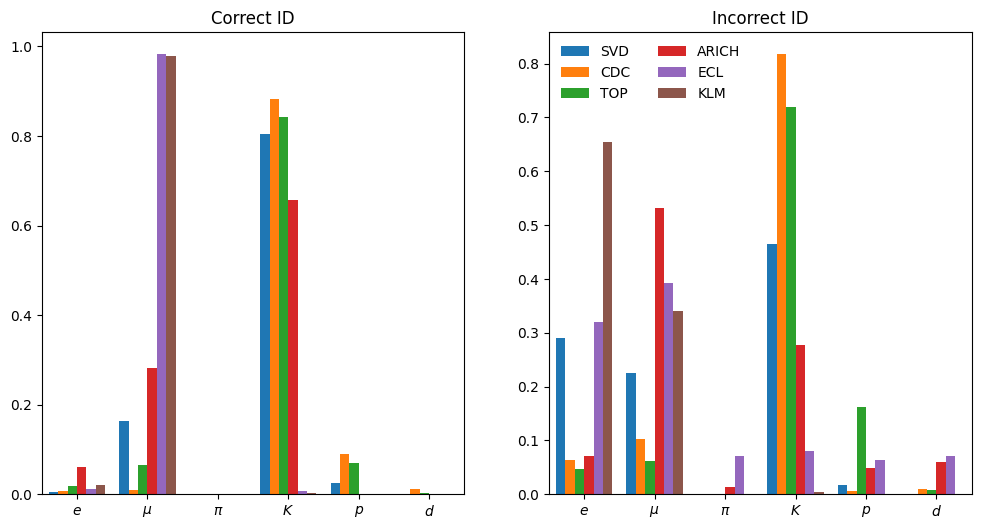 Correct ID
1.0
0.8
0.6
0.4
0.2
0.0
e μ π K p d
Incorrect ID
SVD ARICH
CDC ECL
TOP KLM
0.8
0.7
0.6
0.5
0.4
0.3
0.2
0.1
0.0
e μ π K p d